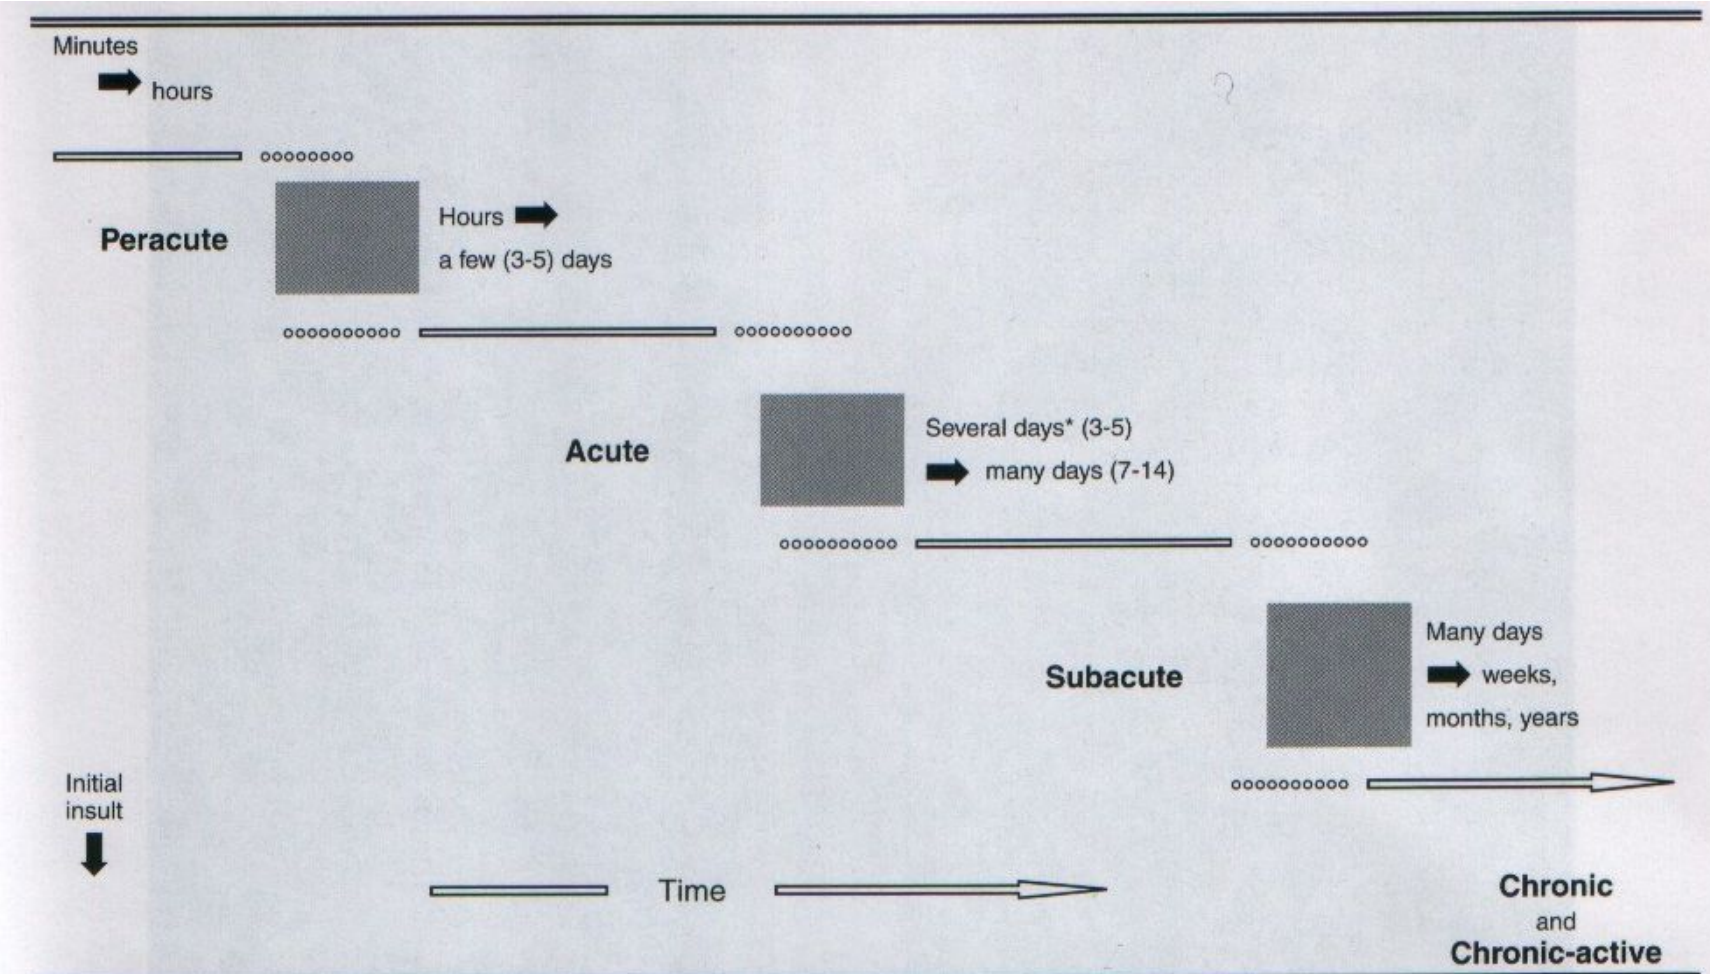 Minutes
hours
Peracute
Hours
a few (3-5) days
Acute
Several days* (3-5)
many days (7-14)
Subacute
Many days
weeks,
months, years
Initial
insult
Time
Chronic
and
Chronic-active